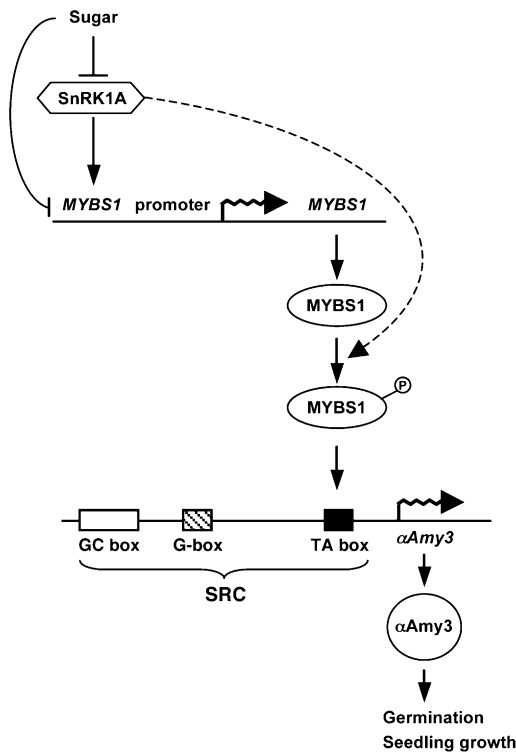 Sugar
SnRK1A
MYBS1 promoter MYBS1
MYBS1
P
MYBS1
αAmy3
GC box G-box TA box
SRC
αAmy3
Germination
Seedling growth